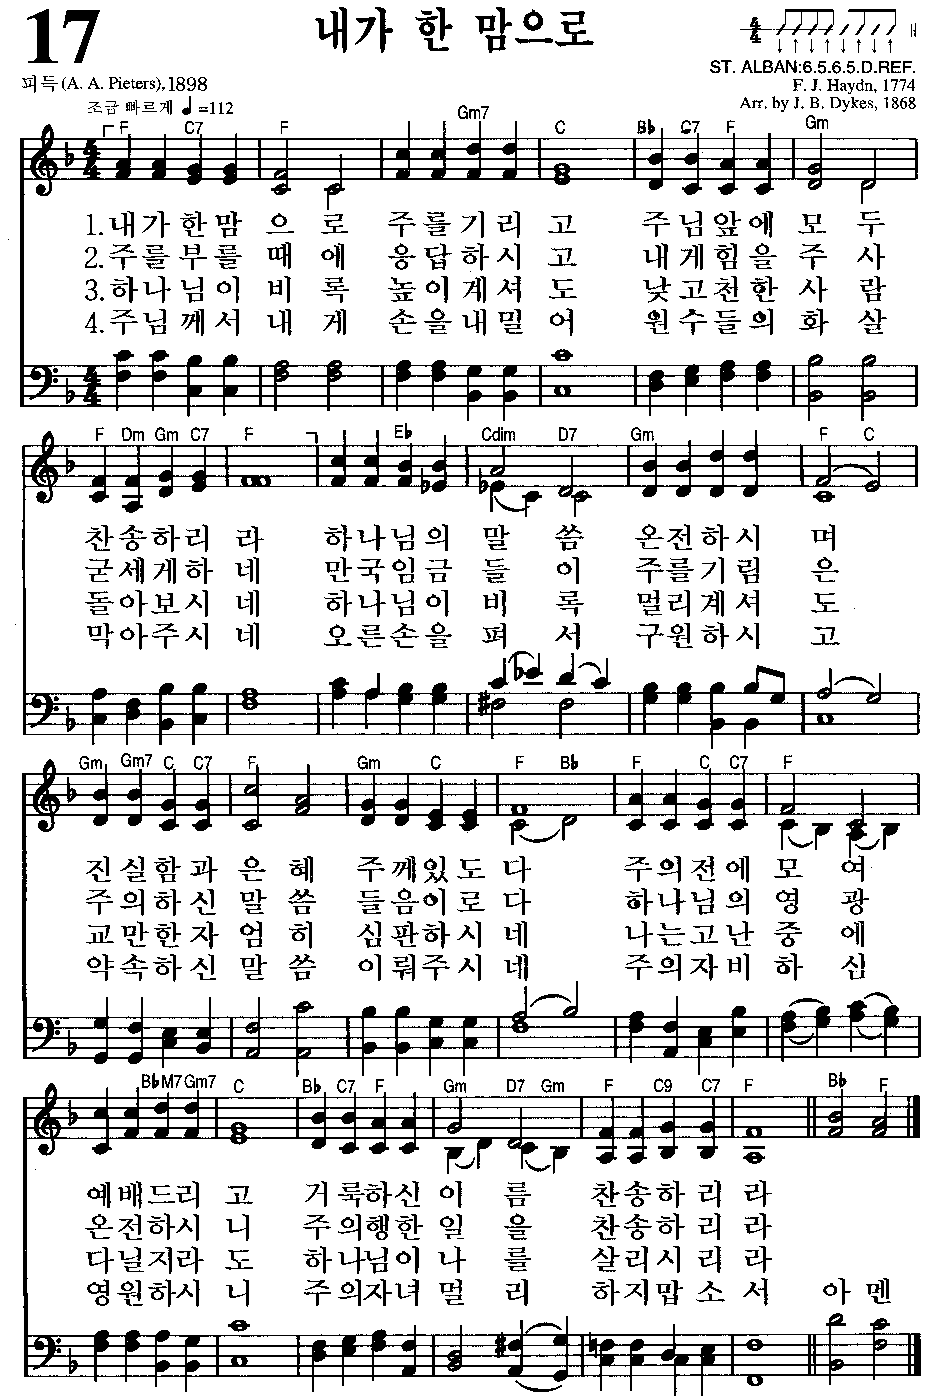 17
내가 한 맘으로
ST. ALBAN:6.5.6.5.D.REF.
피득 (A. A. Pieters), 1898
F. J. Haydn, 1774
조금 빠르게 ♩=112
Arr. by J. B. Dykes, 1868
F C7 F Gm7 C B♭ C7 F Gm
1.내가한맘 으 로 주를기리 고 주님앞에 모 두
2.주를부를 때 에 응답하시 고 내게힘을 주 사
3.하나님이 비 록 높이계셔 도 낮고천한 사 람
4.주님께서 내 게 손을내밀 어 원수들의 화 살
F Dm Gm C7 F E♭ Cdim D7 Gm F C
찬송하리 라 하나님의 말 씀 온전하시 며
굳세게하 네 만국임금 들 이 주를기림 은
돌아보시 네 하나님이 비 록 멀리계셔 도
막아주시 네 오른손을 펴 서 구원하시 고
Gm Gm7 C C7 F Gm C F B♭ F C C7 F
진실함과 은 혜 주께있도 다 주의전에 모 여
주의하신 말 씀 들음이로 다 하나님의 영 광
교만한자 엄 히 심판하시 네 나는고난 중 에
약속하신 말 씀 이뤄주시 네 주의자비 하 심
B♭M7 Gm7 C B♭ C7 F Gm D7 Gm F C9 C7 F B♭ F
예배드리 고 거룩하신 이 름 찬송하리 라
온전하시 니 주의행한 일 을 찬송하리 라
다닐지라 도 하나님이 나 를 살리시리 라
영원하시 니 주의자녀 멀 리 하지맙소 서 아멘